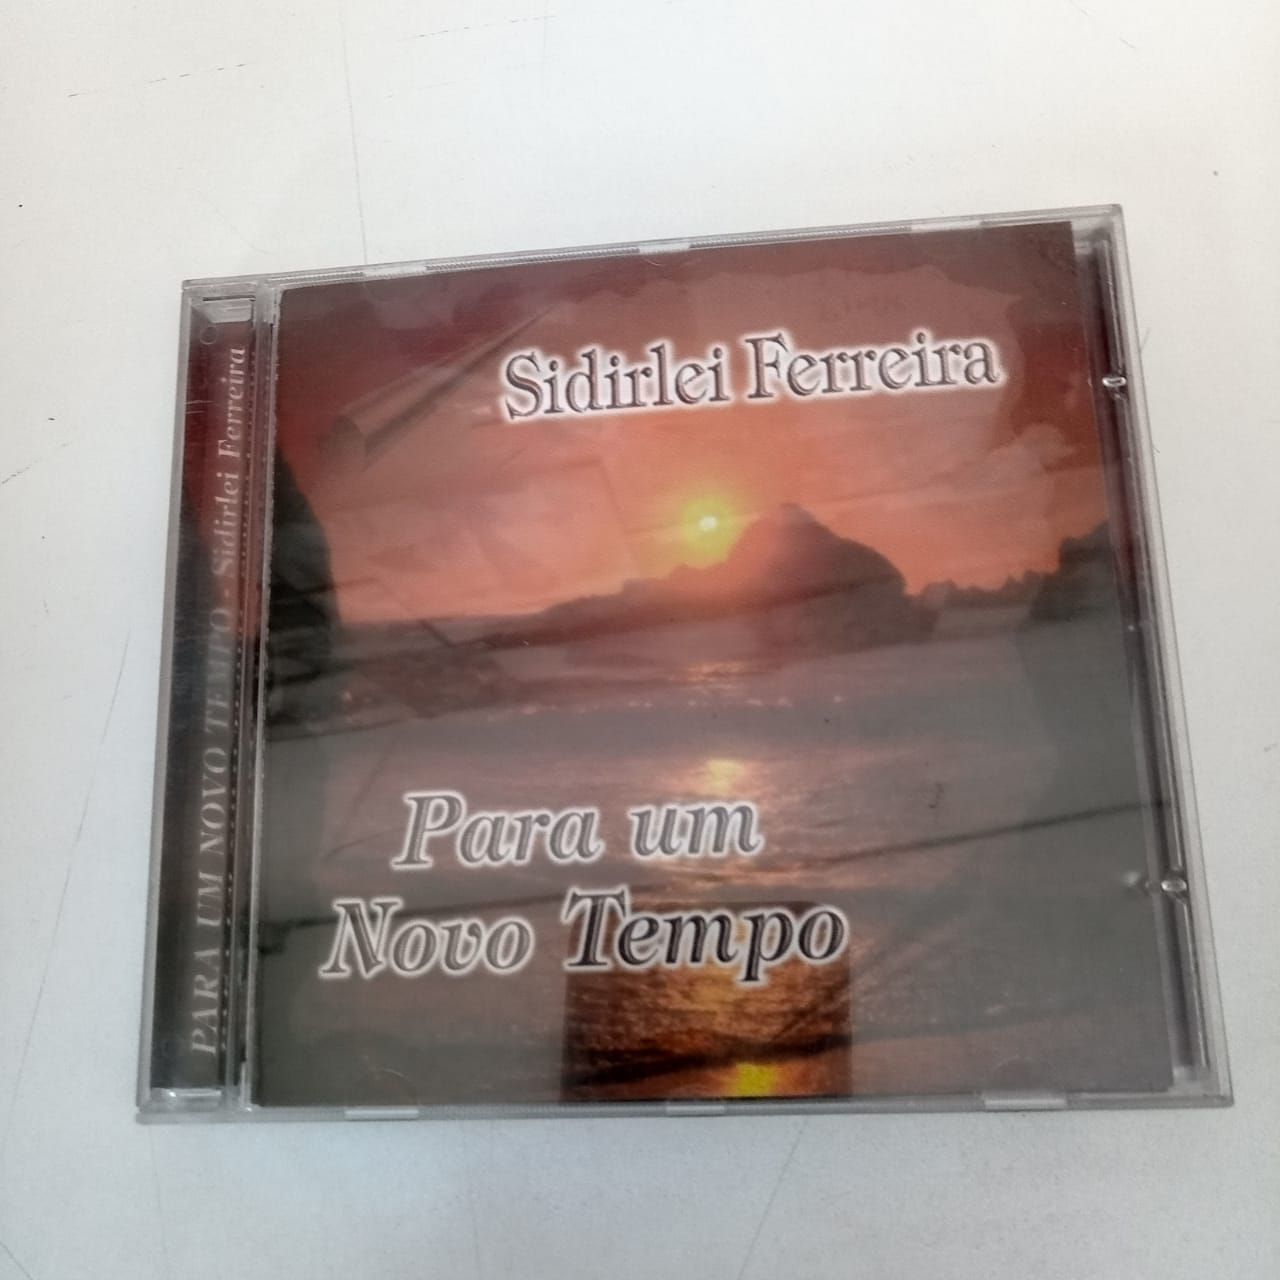 Sidirlei Ferreira
Para um
Novo Tempo
PARA UM NOVO TEMPO - Sidirlei Ferreira